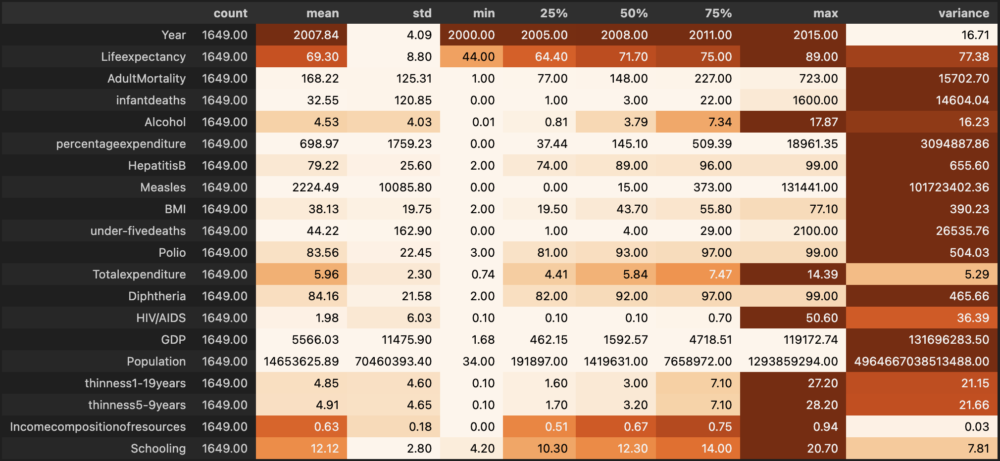 count mean std min 25% 50% 75% max variance
Year 1649.00 2007.84 4.09 2000.00 2005.00 2008.00 2011.00 2015.00 16.71
Lifeexpectancy 1649.00 69.30 8.80 44.00 64.40 71.70 75.00 89.00 77.38
AdultMortality 1649.00 168.22 125.31 1.00 77.00 148.00 227.00 723.00 15702.70
infantdeaths 1649.00 32.55 120.85 0.00 1.00 3.00 22.00 1600.00 14604.04
Alcohol 1649.00 4.53 4.03 0.01 0.81 3.79 7.34 17.87 16.23
percentageexpenditure 1649.00 698.97 1759.23 0.00 37.44 145.10 509.39 18961.35 3094887.86
HepatitisB 1649.00 79.22 25.60 2.00 74.00 89.00 96.00 99.00 655.60
Measles 1649.00 2224.49 10085.80 0.00 0.00 15.00 373.00 131441.00 101723402.36
BMI 1649.00 38.13 19.75 2.00 19.50 43.70 55.80 77.10 390.23
under-fivedeaths 1649.00 44.22 162.90 0.00 1.00 4.00 29.00 2100.00 26535.76
Polio 1649.00 83.56 22.45 3.00 81.00 93.00 97.00 99.00 504.03
Totalexpenditure 1649.00 5.96 2.30 0.74 4.41 5.84 7.47 14.39 5.29
Diphtheria 1649.00 84.16 21.58 2.00 82.00 92.00 97.00 99.00 465.66
HIV/AIDS 1649.00 1.98 6.03 0.10 0.10 0.10 0.70 50.60 36.39
GDP 1649.00 5566.03 11475.90 1.68 462.15 1592.57 4718.51 119172.74 131696283.50
Population 1649.00 14653625.89 70460393.40 34.00 191897.00 1419631.00 7658972.00 1293859294.00 4964667038513488.00
thinness1-19years 1649.00 4.85 4.60 0.10 1.60 3.00 7.10 27.20 21.15
thinness5-9years 1649.00 4.91 4.65 0.10 1.70 3.20 7.10 28.20 21.66
Incomecompositionofresources 1649.00 0.63 0.18 0.00 0.51 0.67 0.75 0.94 0.03
Schooling 1649.00 12.12 2.80 4.20 10.30 12.30 14.00 20.70 7.81